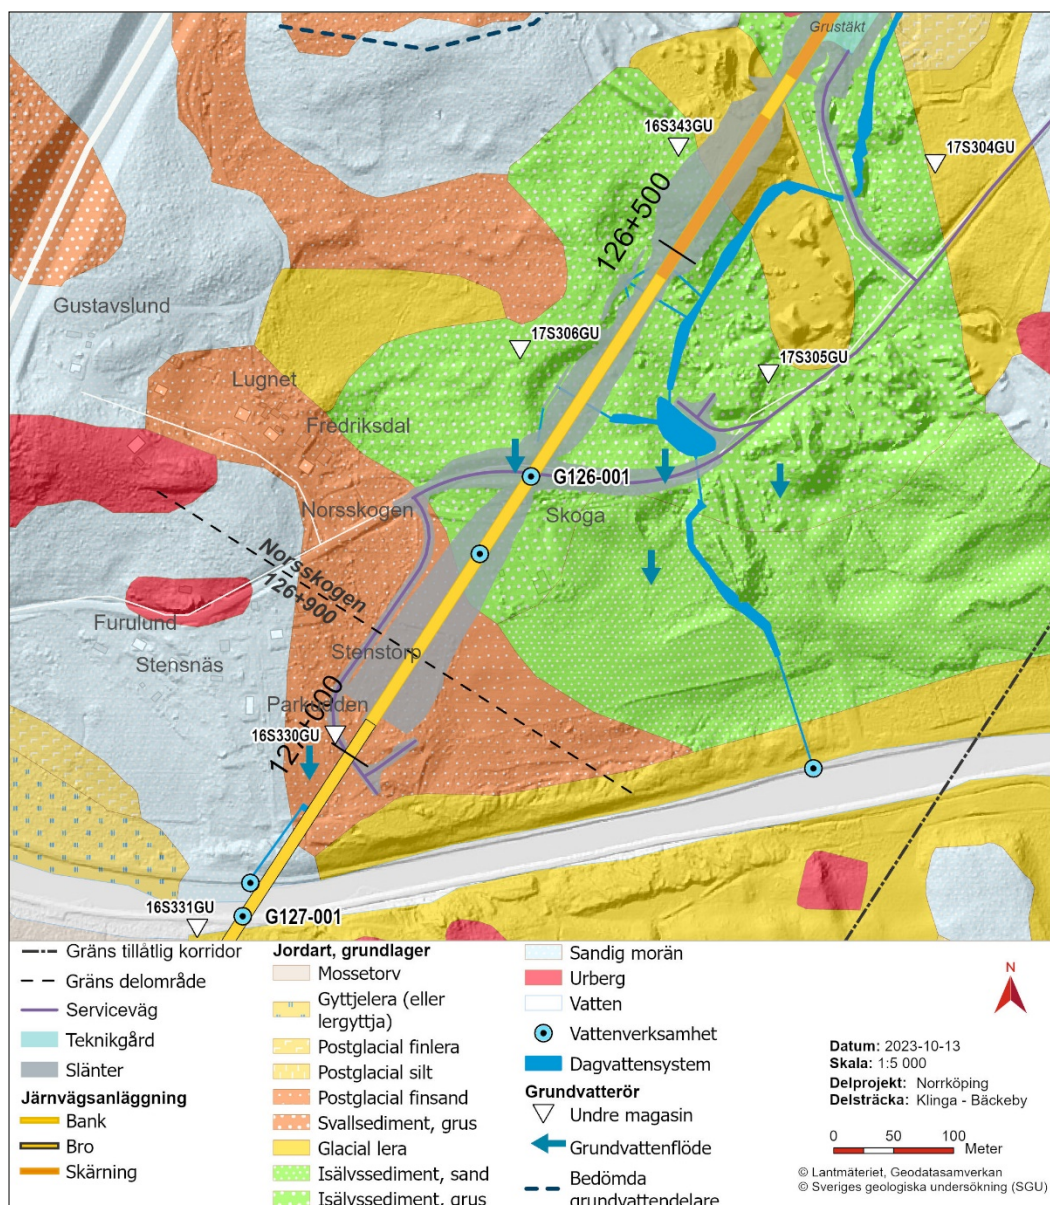 Grustäkt
16S343GU
17S304GU
126+500
Gustavslund
17S306GU
17S305GU
Lugnet
Fredriksdal
G126-001
Norsskogen
Skoga
Norsskogen
126+900
Furulund
Stenstorp
Stensnäs
16S330GU
16S331GU
G127-001
Gräns tillåtlig korridor
Gräns delområde
Serviceväg
Teknikgård
Slänter
Järnvägsanläggning
Bank
Bro
Skärning
Jordart, grundlager
Mossetorv
Gyttjelera (eller
lergyttja)
Postglacial finlera
Postglacial silt
Postglacial finsand
Svallsediment, grus
Glacial lera
Isälvssediment, sand
Isälvssediment, grus
Sandig morän
Urberg
Vatten
Vattenverksamhet
Dagvattensystem
Grundvatterör
Undre magasin
Grundvattenflöde
Bedömda
grundvattendelare
N
Datum: 2023-10-13
Skala: 1:5 000
Delprojekt: Norrköping
Delsträcka: Klinga - Bäckeby
0 50 100
Meter
© Lantmäteriet, Geodatasamverkan
© Sveriges geologiska undersökning (SGU)